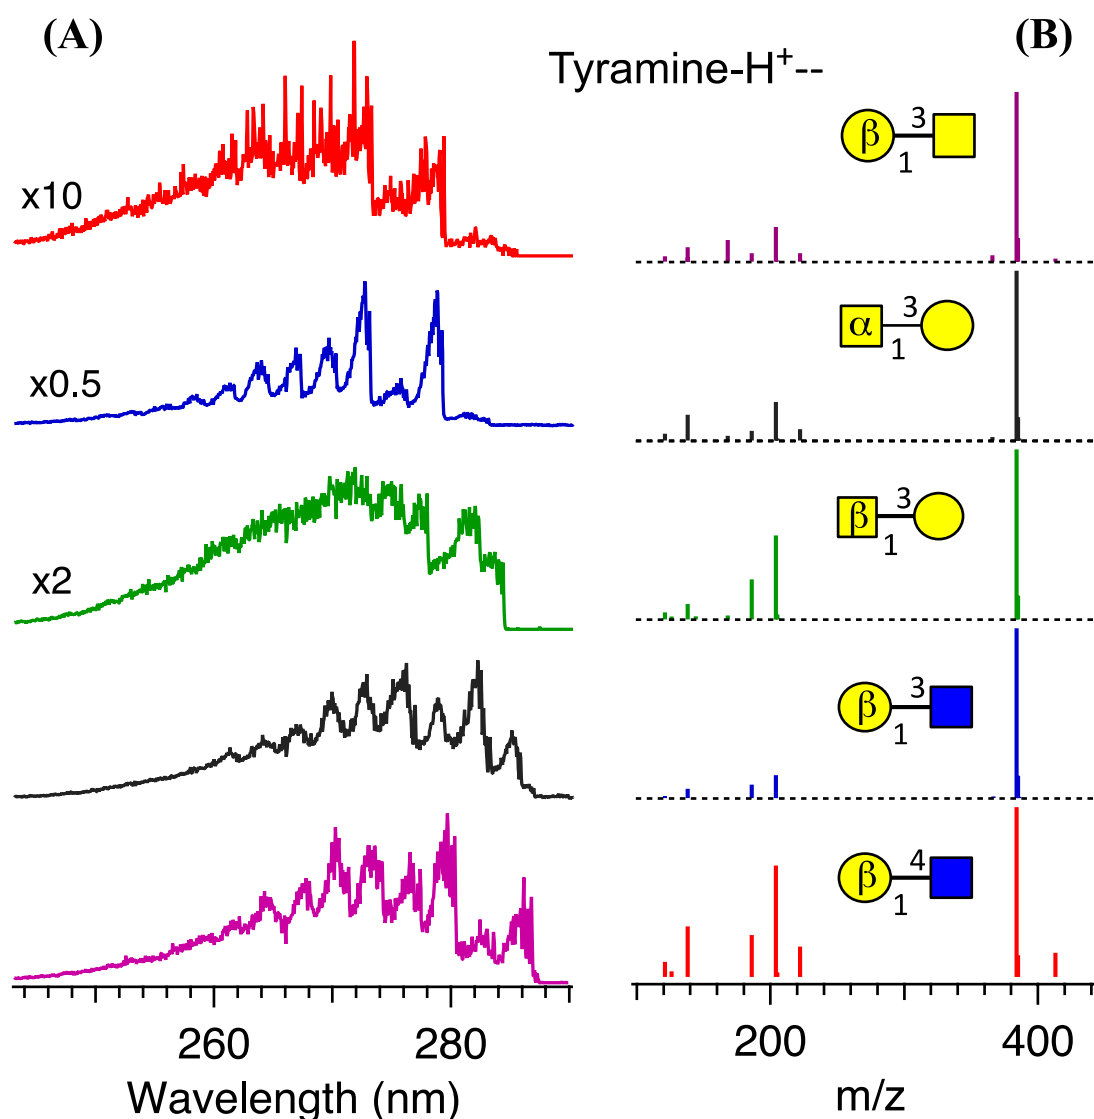 (A)
(B)
Tyramine-H⁺--
x10
β 3 1
x0.5
α 3 1
x2
β 3 1
β 3 1
β 4 1
260 280
200 400
Wavelength (nm)
m/z